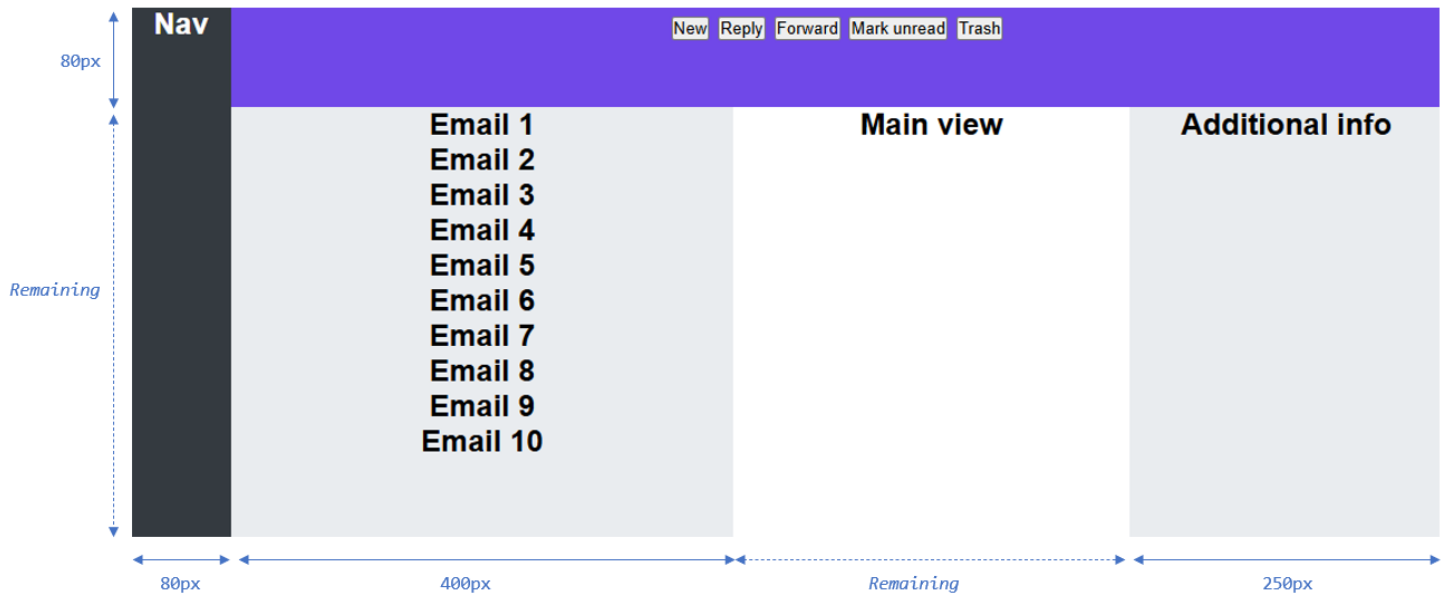 Nav
New Reply Forward Mark unread Trash
80px
Email 1 Main view Additional info
Email 2
Email 3
Email 4
Email 5
Email 6
Remaining
Email 7
Email 8
Email 9
Email 10
80px 400px Remaining 250px